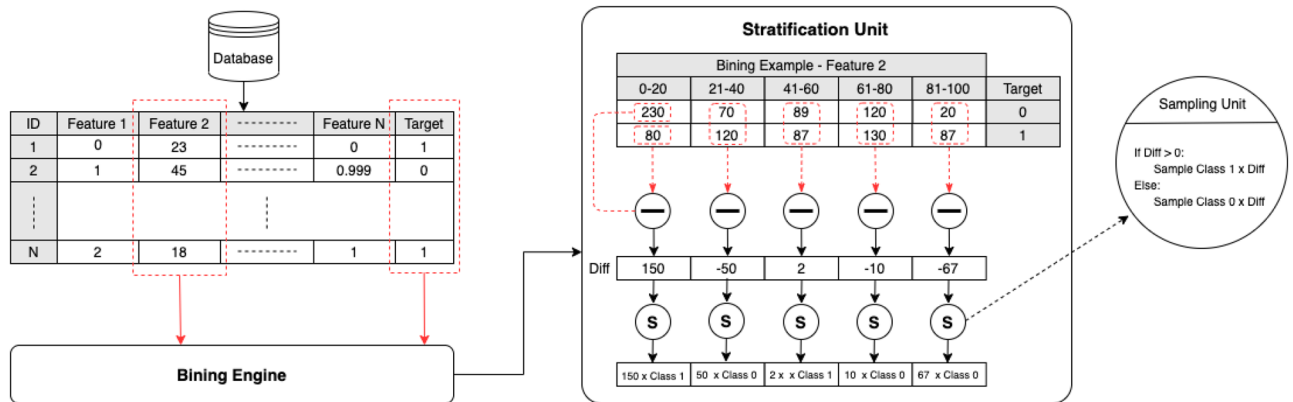 Database
ID Feature 1 Feature 2 ---------- Feature N Target
1 0 23 ---------- 0 1
2 1 45 ---------- 0.999 0
N 2 18 ---------- 1 1
Bining Engine
Stratification Unit
Bining Example - Feature 2
0-20 21-40 41-60 61-80 81-100 Target
230 70 89 120 20 0
80 120 87 130 87 1
Diff 150 -50 2 -10 -67
S S S S S
150 x Class 1 50 x Class 0 2 x x Class 1 10 x Class 0 67 x Class 0
Sampling Unit
If Diff > 0:
Sample Class 1 x Diff
Else:
Sample Class 0 x Diff